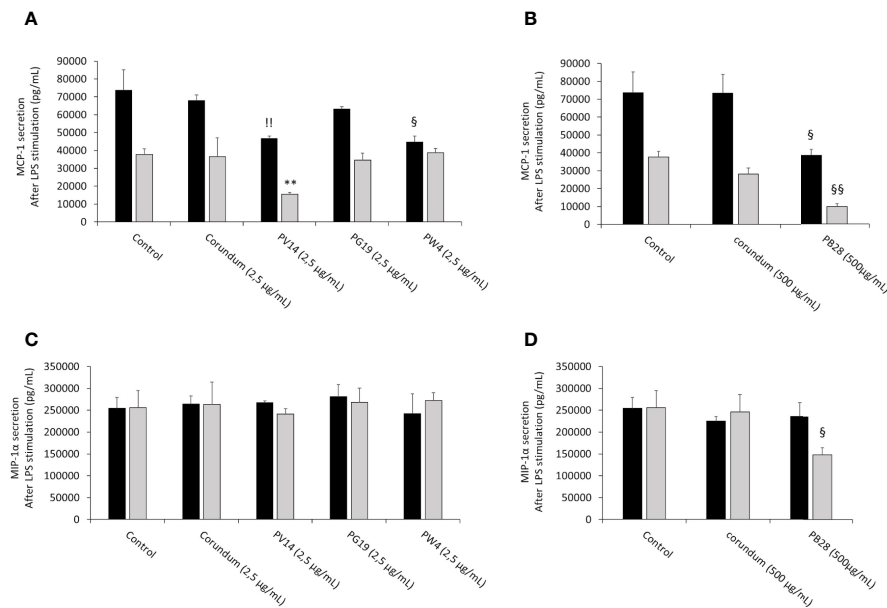 A
MCP-1 secretion
After LPS stimulation (pg/mL)
90000
80000
70000
60000
50000
40000
30000
20000
10000
0
!!
**
§
Control
Corundum (2,5 µg/mL)
PV14 (2,5 µg/mL)
PG19 (2,5 µg/mL)
PW4 (2,5 µg/mL)
B
MCP-1 secretion
After LPS stimulation (pg/mL)
90000
80000
70000
60000
50000
40000
30000
20000
10000
0
§
§§
Control
corundum (500 µg/mL)
PB28 (500µg/mL)
C
MIP-1α secretion
After LPS stimulation (pg/mL)
350000
300000
250000
200000
150000
100000
50000
0
Control
Corundum (2,5 µg/mL)
PV14 (2,5 µg/mL)
PG19 (2,5 µg/mL)
PW4 (2,5 µg/mL)
D
MIP-1α secretion
After LPS stimulation (pg/mL)
350000
300000
250000
200000
150000
100000
50000
0
§
Control
corundum (500 µg/mL)
PB28 (500µg/mL)